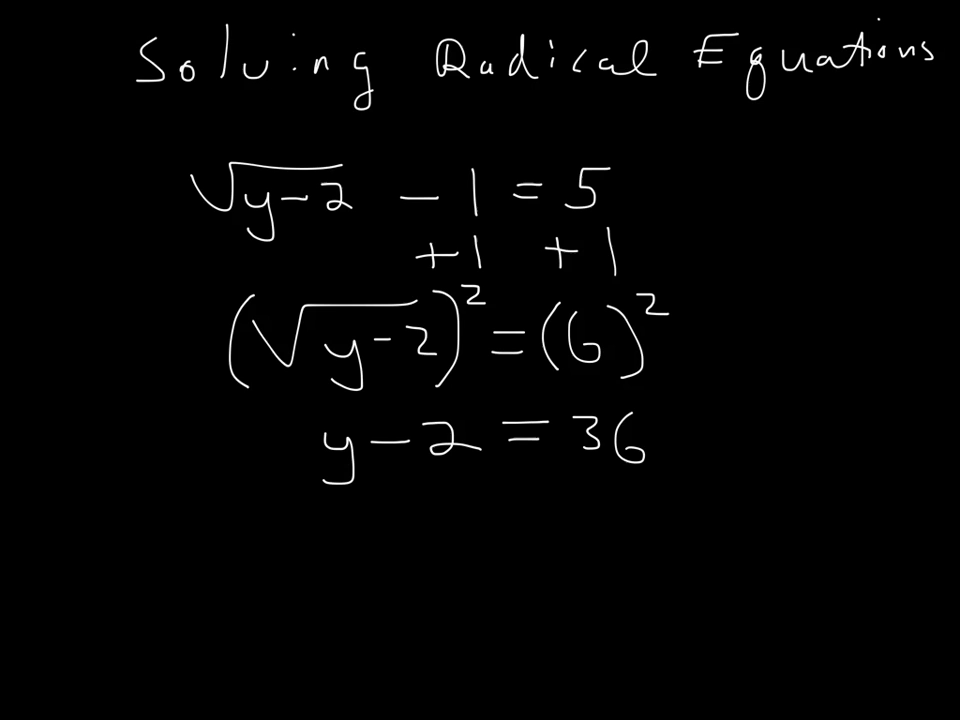 Solving Radical Equations
√y-2 - 1 = 5
+1 +1
(√y-2)² = (6)²
y-2 = 36